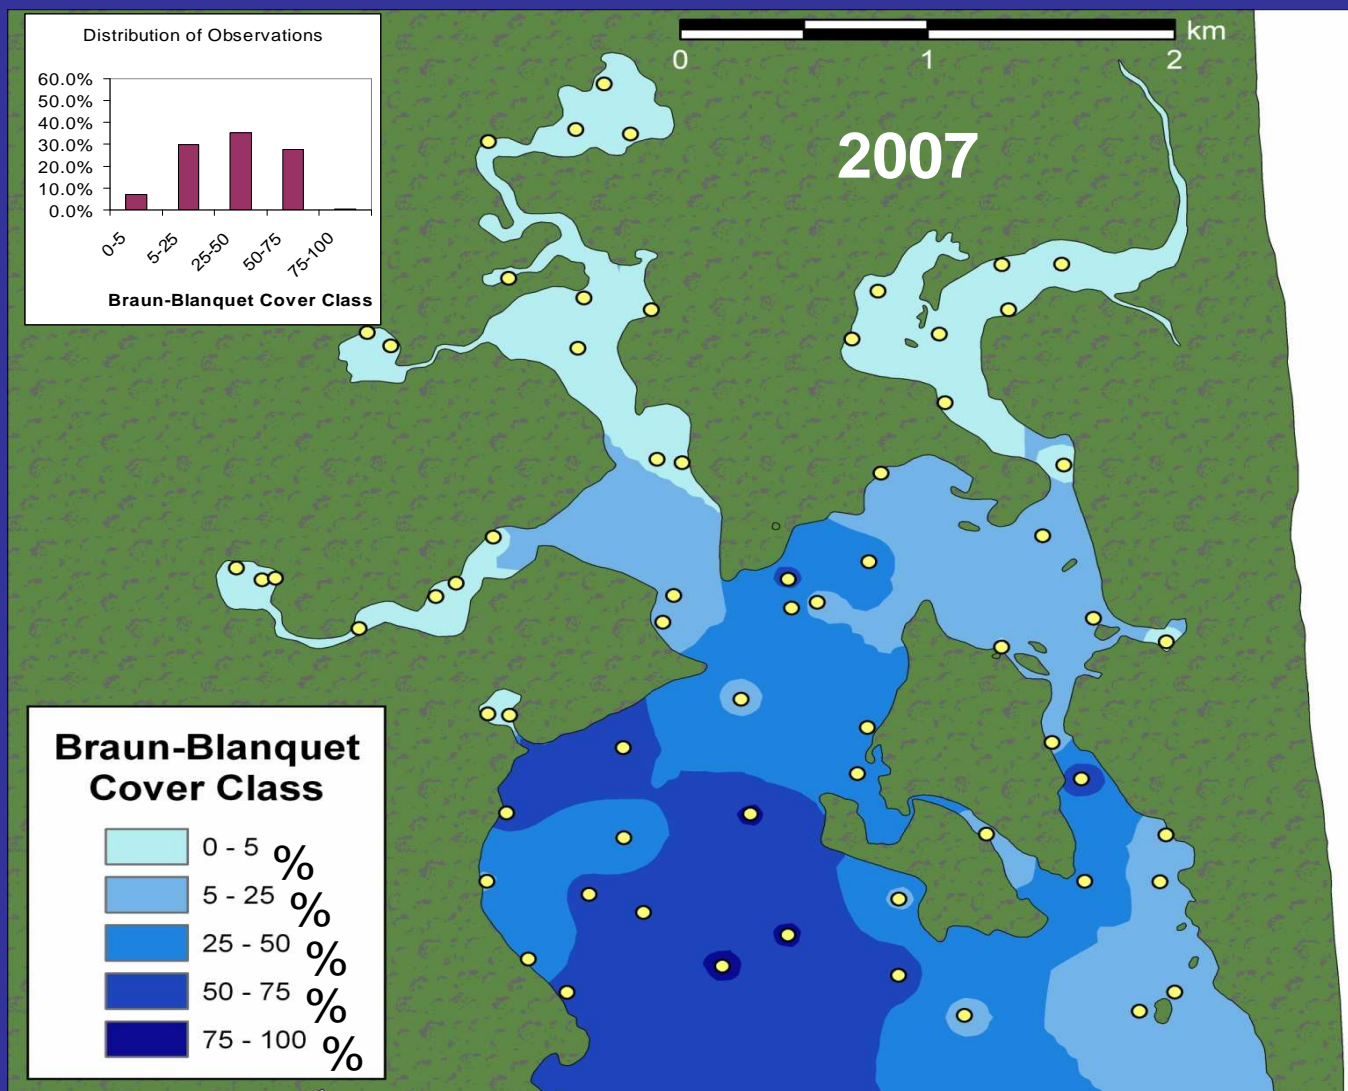 Distribution of Observations
60.0%
50.0%
40.0%
30.0%
20.0%
10.0%
0.0%
0-5
5-25
25-50
50-75
75-100
Braun-Blanquet Cover Class
km
0 1 2
2007
Braun-Blanquet
Cover Class
0 - 5 %
5 - 25 %
25 - 50 %
50 - 75 %
75 - 100 %